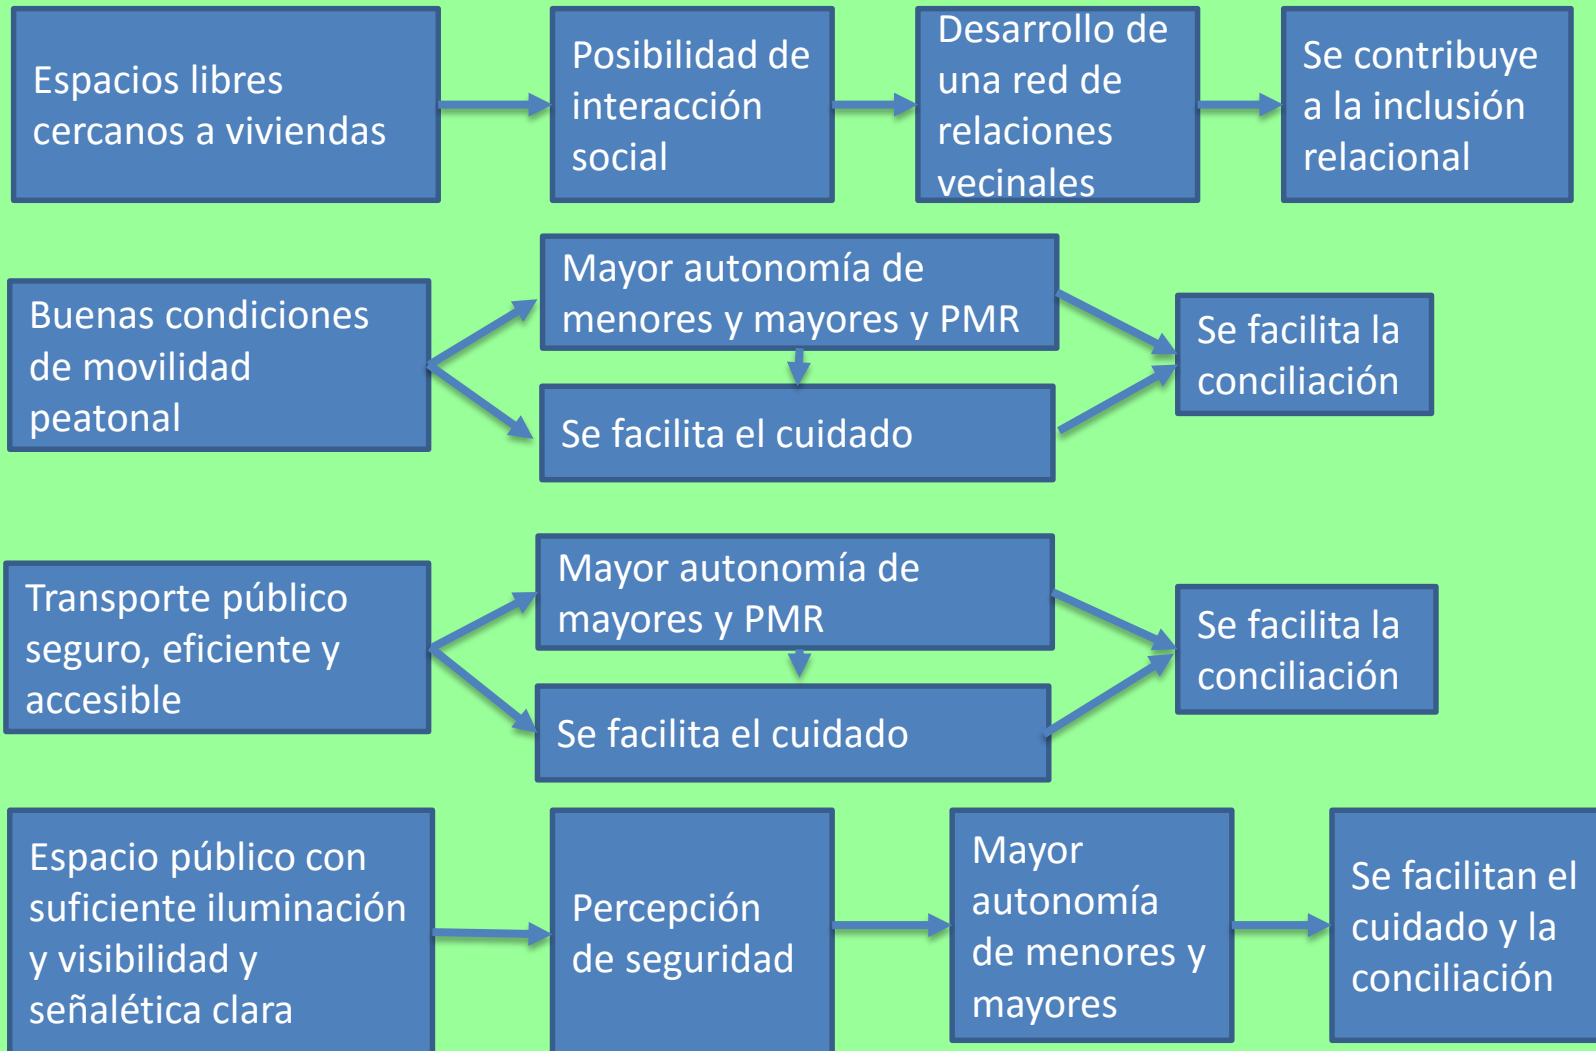 Espacios libres
cercanos a viviendas
Posibilidad de
interacción
social
Desarrollo de
una red de
relaciones
vecinales
Se contribuye
a la inclusión
relacional
Buenas condiciones
de movilidad
peatonal
Mayor autonomía de
menores y mayores y PMR
Se facilita el cuidado
Se facilita la
conciliación
Transporte público
seguro, eficiente y
accesible
Mayor autonomía de
mayores y PMR
Se facilita el cuidado
Se facilita la
conciliación
Espacio público con
suficiente iluminación
y visibilidad y
señalética clara
Percepción
de seguridad
Mayor
autonomía
de menores y
mayores
Se facilitan el
cuidado y la
conciliación